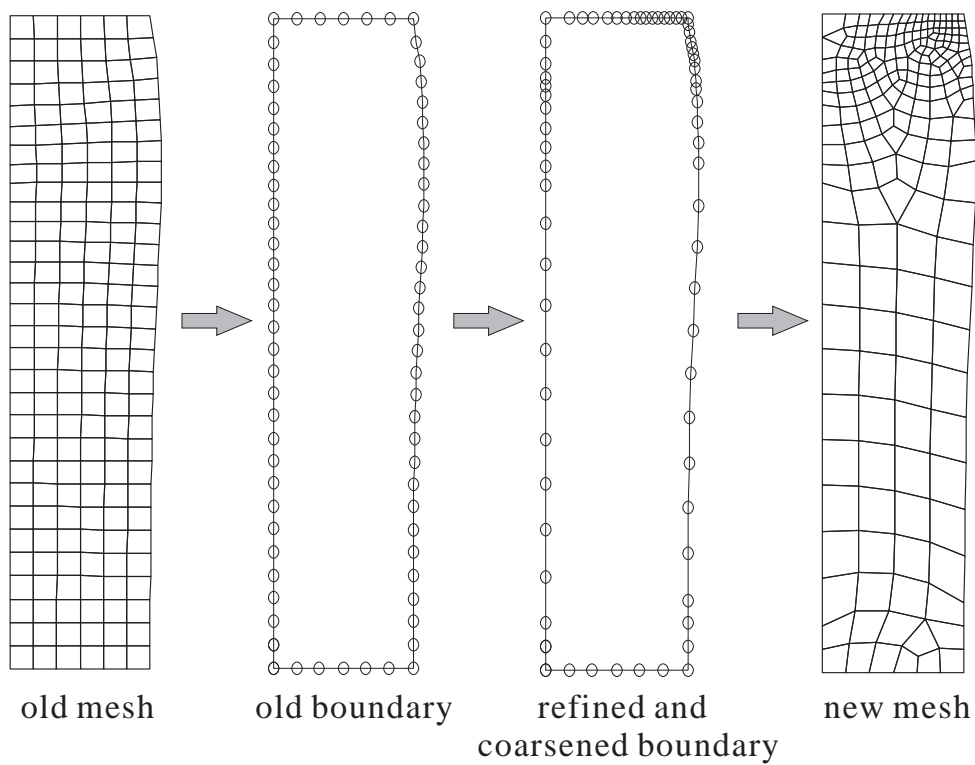 old mesh
old boundary
refined and
coarsened boundary
new mesh